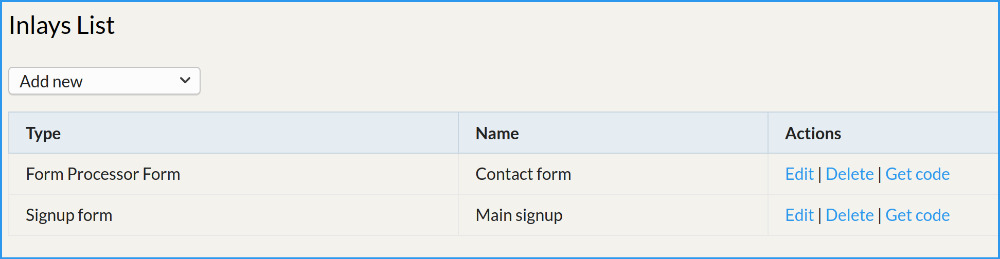 Inlays List
Add new
Type Name Actions
Form Processor Form Contact form Edit | Delete | Get code
Signup form Main signup Edit | Delete | Get code